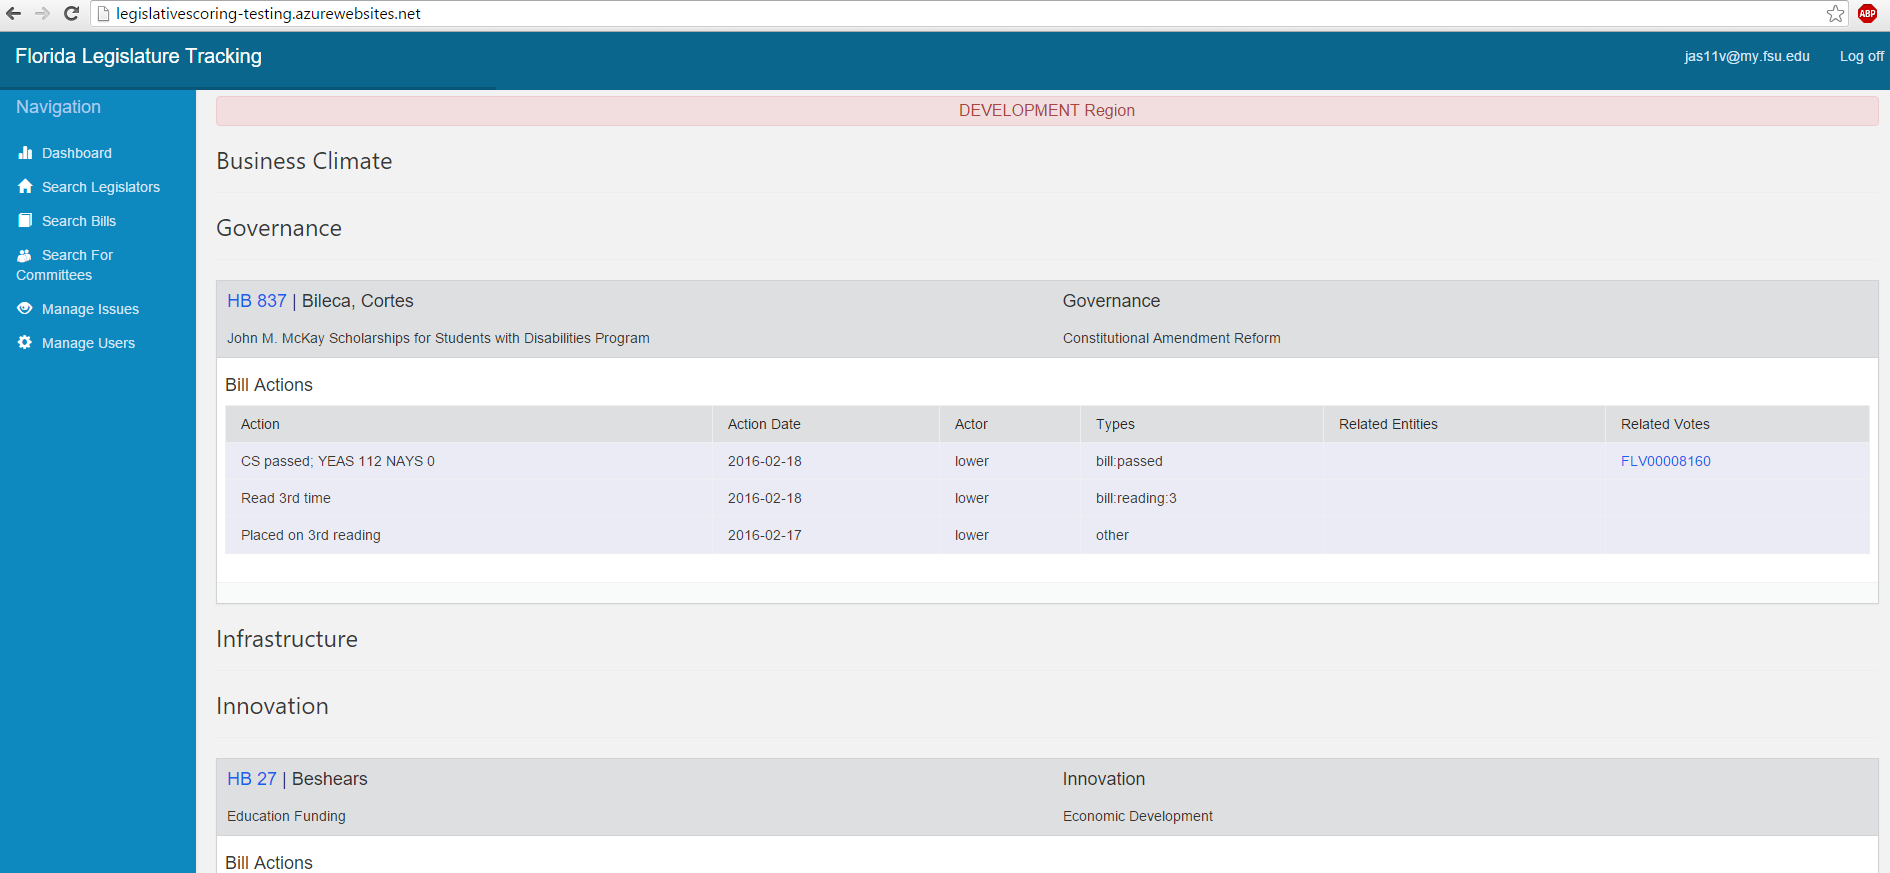 legislativescoring-testing.azurewebsites.net
ABP
Florida Legislature Tracking
jas11v@my.fsu.edu Log off
Navigation
Dashboard
Search Legislators
Search Bills
Search For
Committees
Manage Issues
Manage Users
DEVELOPMENT Region
Business Climate
Governance
HB 837 | Bileca, Cortes Governance
John M. McKay Scholarships for Students with Disabilities Program Constitutional Amendment Reform
Bill Actions
Action Action Date Actor Types Related Entities Related Votes
CS passed; YEAS 112 NAYS 0 2016-02-18 lower bill:passed FLV00008160
Read 3rd time 2016-02-18 lower bill:reading:3
Placed on 3rd reading 2016-02-17 lower other
Infrastructure
Innovation
HB 27 | Beshears Innovation
Education Funding Economic Development
Bill Actions